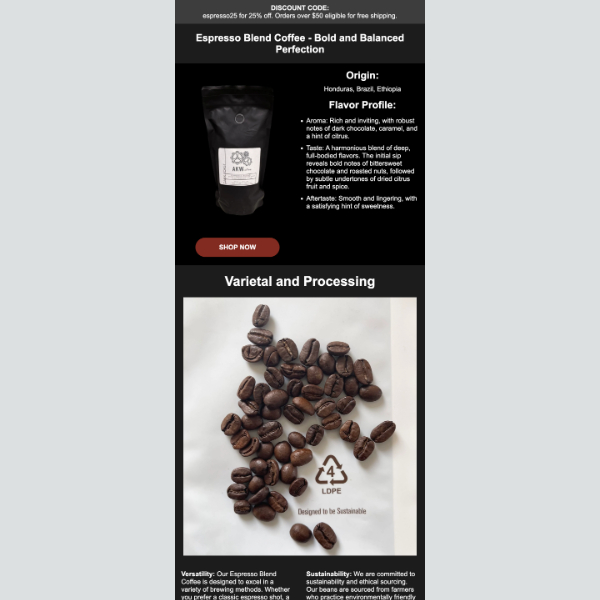 DISCOUNT CODE:
espresso25 for 25% off. Orders over $50 eligible for free shipping.
Espresso Blend Coffee - Bold and Balanced
Perfection
Origin:
Honduras, Brazil, Ethiopia
Flavor Profile:
• Aroma: Rich and inviting, with robust
notes of dark chocolate, caramel, and
a hint of citrus.
• Taste: A harmonious blend of deep,
full-bodied flavors. The initial sip
reveals bold notes of bittersweet
chocolate and roasted nuts, followed
by subtle undertones of dried citrus
fruit and spice.
• Aftertaste: Smooth and lingering, with
a satisfying hint of sweetness.
SHOP NOW
Varietal and Processing
4
LDPE
Designed to be Sustainable
Versatility: Our Espresso Blend
Coffee is designed to excel in a
variety of brewing methods. Whether
you prefer a classic espresso shot, a
Sustainability: We are committed to
sustainability and ethical sourcing.
Our beans are sourced from farmers
who practice environmentally friendly